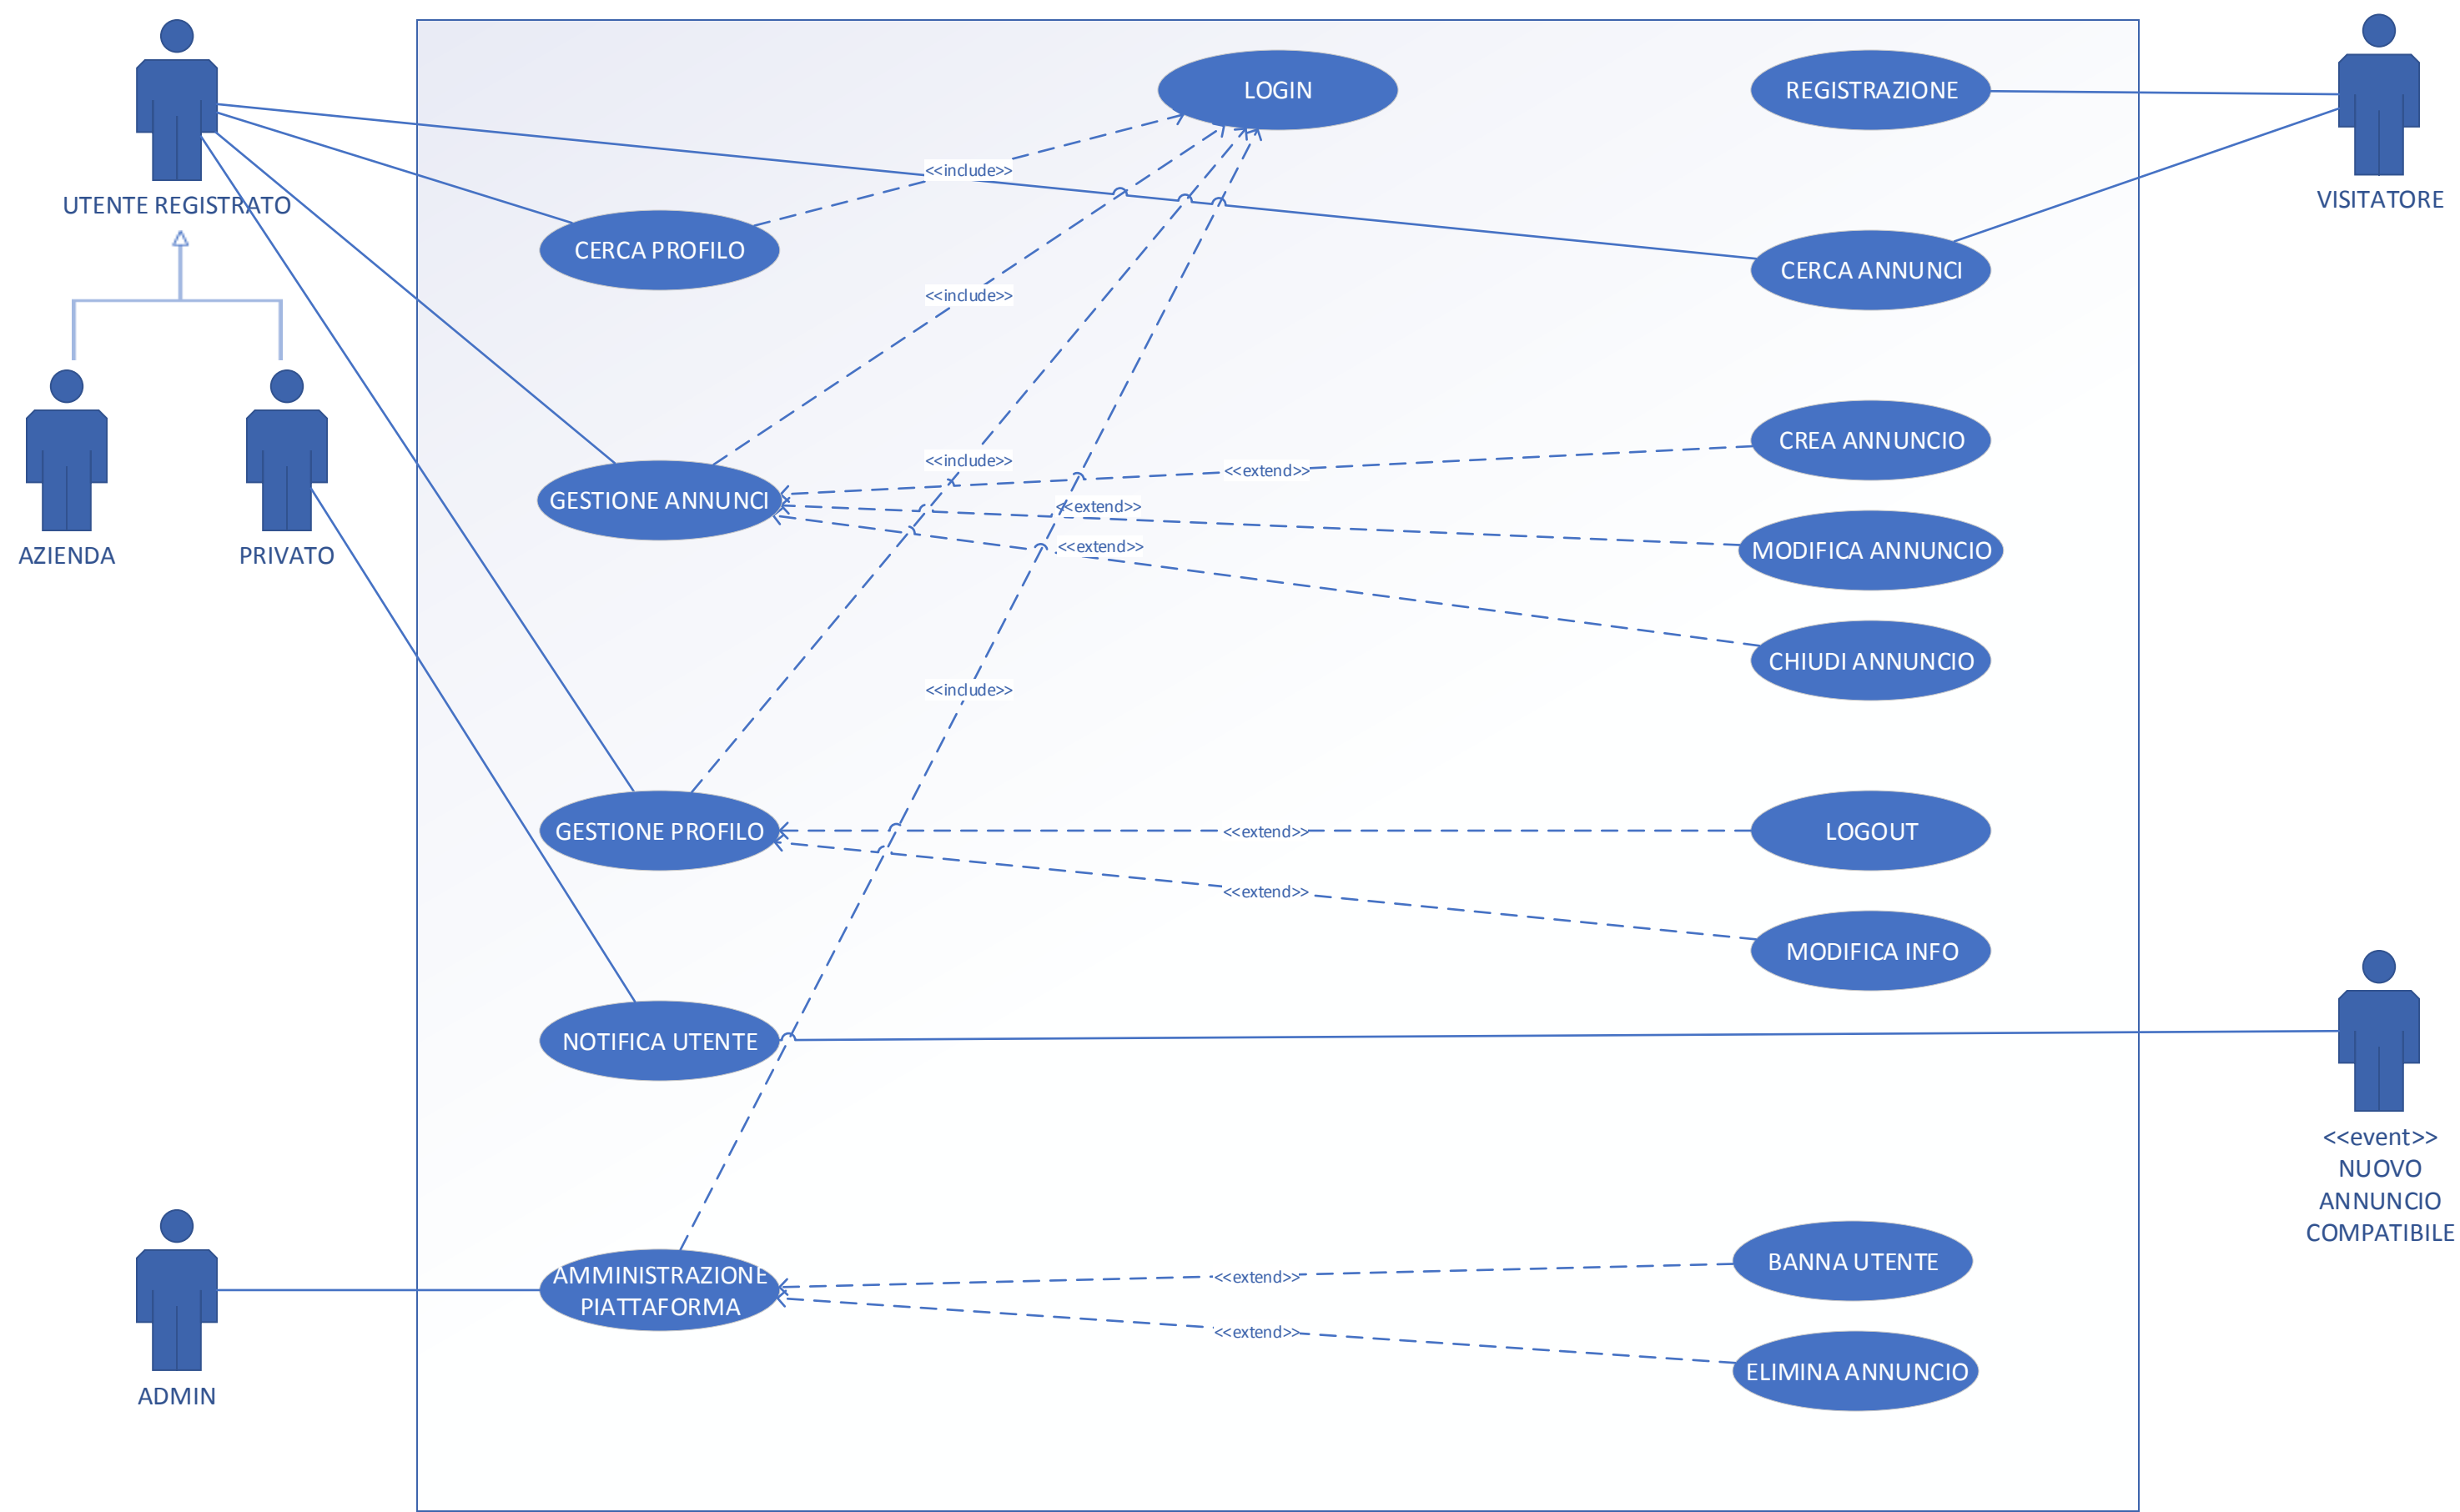 LOGIN
REGISTRAZIONE
UTENTE REGISTRATO
VISITATORE
<<include>>
CERCA PROFILO
CERCA ANNUNCI
<<include>>
AZIENDA
PRIVATO
CREA ANNUNCIO
<<include>>
<<extend>>
GESTIONE ANNUNCI
<<extend>>
MODIFICA ANNUNCIO
<<extend>>
CHIUDI ANNUNCIO
<<include>>
GESTIONE PROFILO
<<extend>>
LOGOUT
<<extend>>
MODIFICA INFO
NOTIFICA UTENTE
<<event>>
NUOVO
ANNUNCIO
COMPATIBILE
ADMIN
AMMINISTRAZIONE
PIATTAFORMA
<<extend>>
BANNA UTENTE
<<extend>>
ELIMINA ANNUNCIO